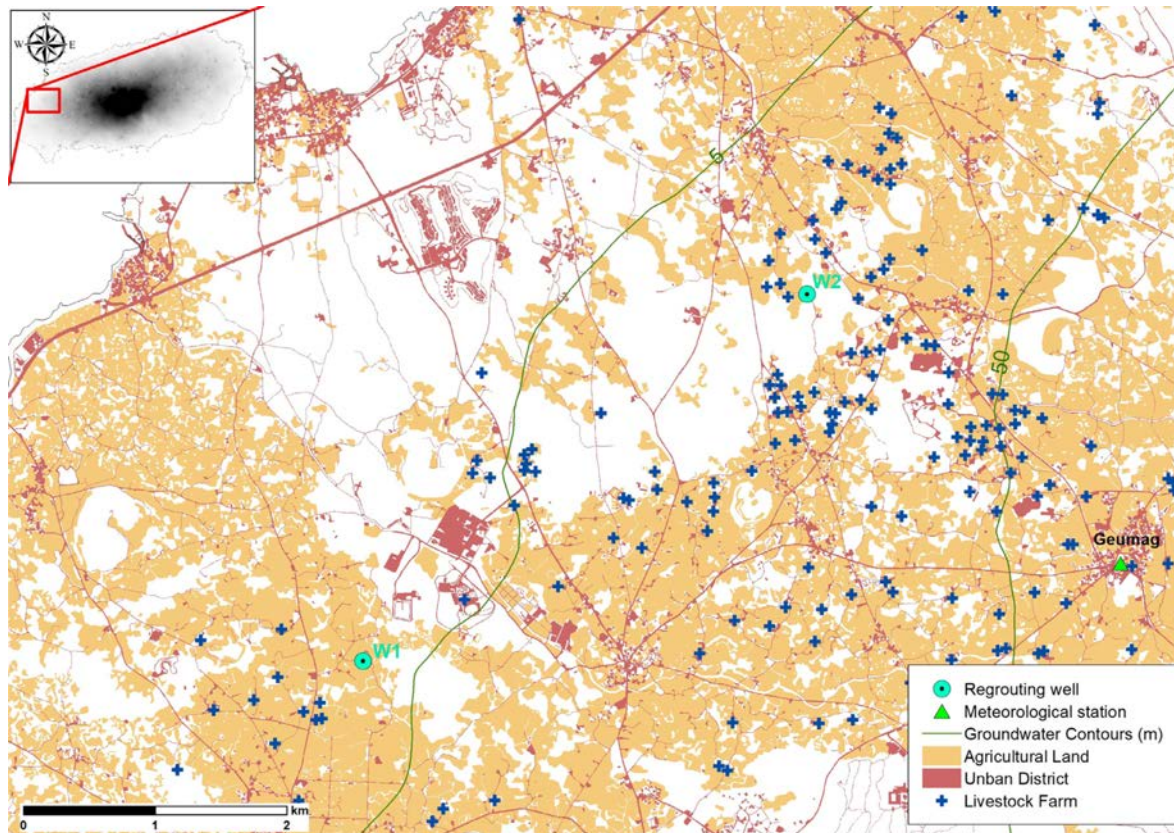 N
W E
S
5
W2
50
Geumag
W1
Regrouting well
Meteorological station
Groundwater Contours (m)
Agricultural Land
Unban District
Livestock Farm
km
0 1 2